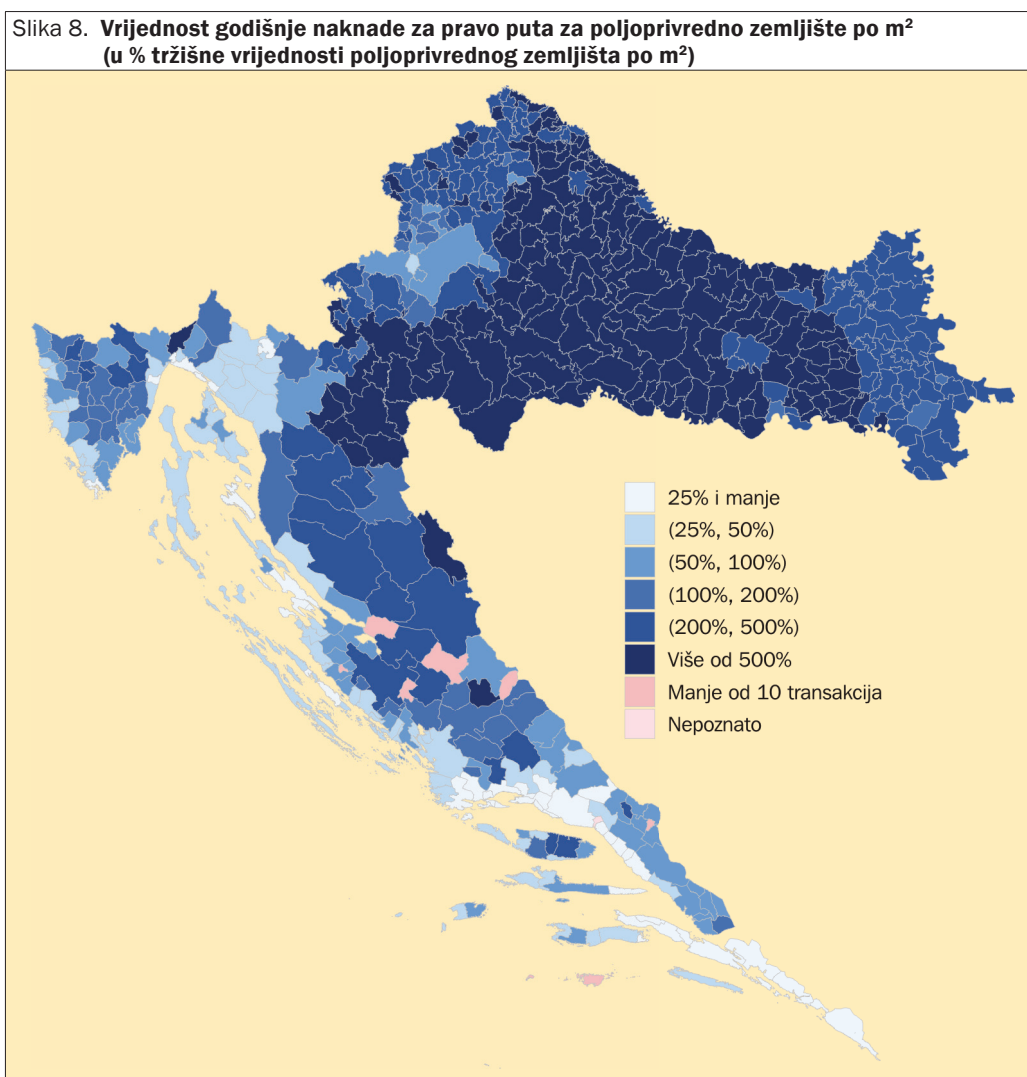 Slika 8. Vrijednost godišnje naknade za pravo puta za poljoprivredno zemljište po m²
(u % tržišne vrijednosti poljoprivrednog zemljišta po m²)
25% i manje
(25%, 50%)
(50%, 100%)
(100%, 200%)
(200%, 500%)
Više od 500%
Manje od 10 transakcija
Nepoznato